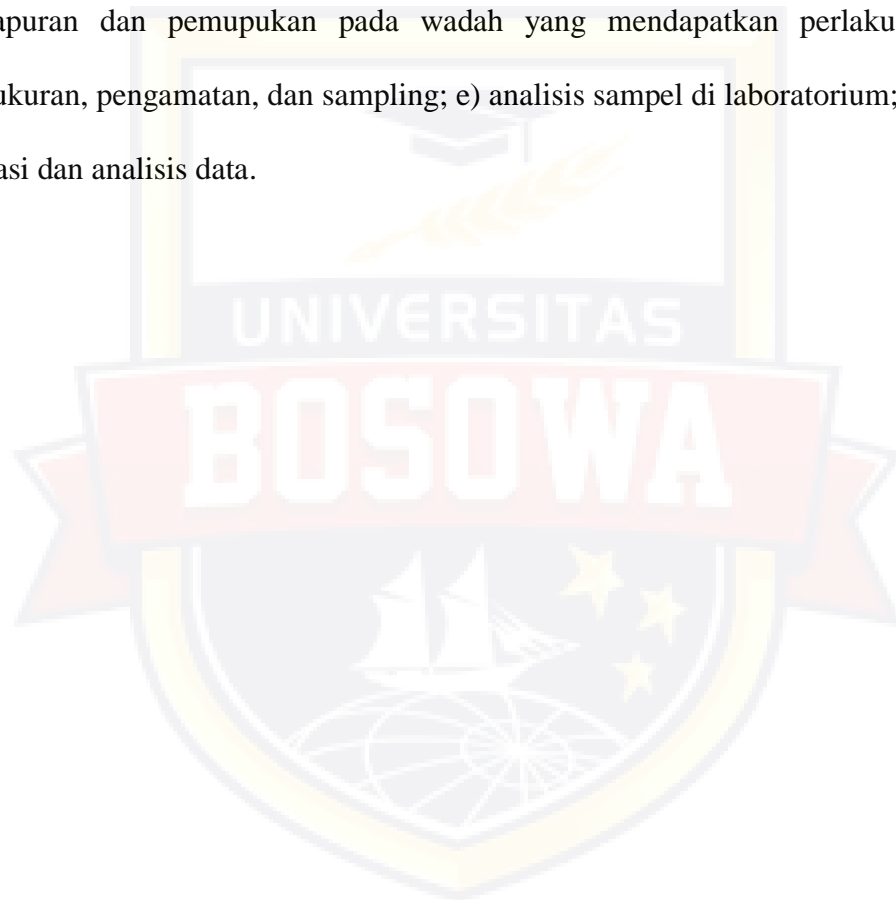 apuran dan pemupukan pada wadah yang mendapatkan perlaku
ukuran, pengamatan, dan sampling; e) analisis sampel di laboratorium;
asi dan analisis data.
UNIVERSITAS
BOSOWA